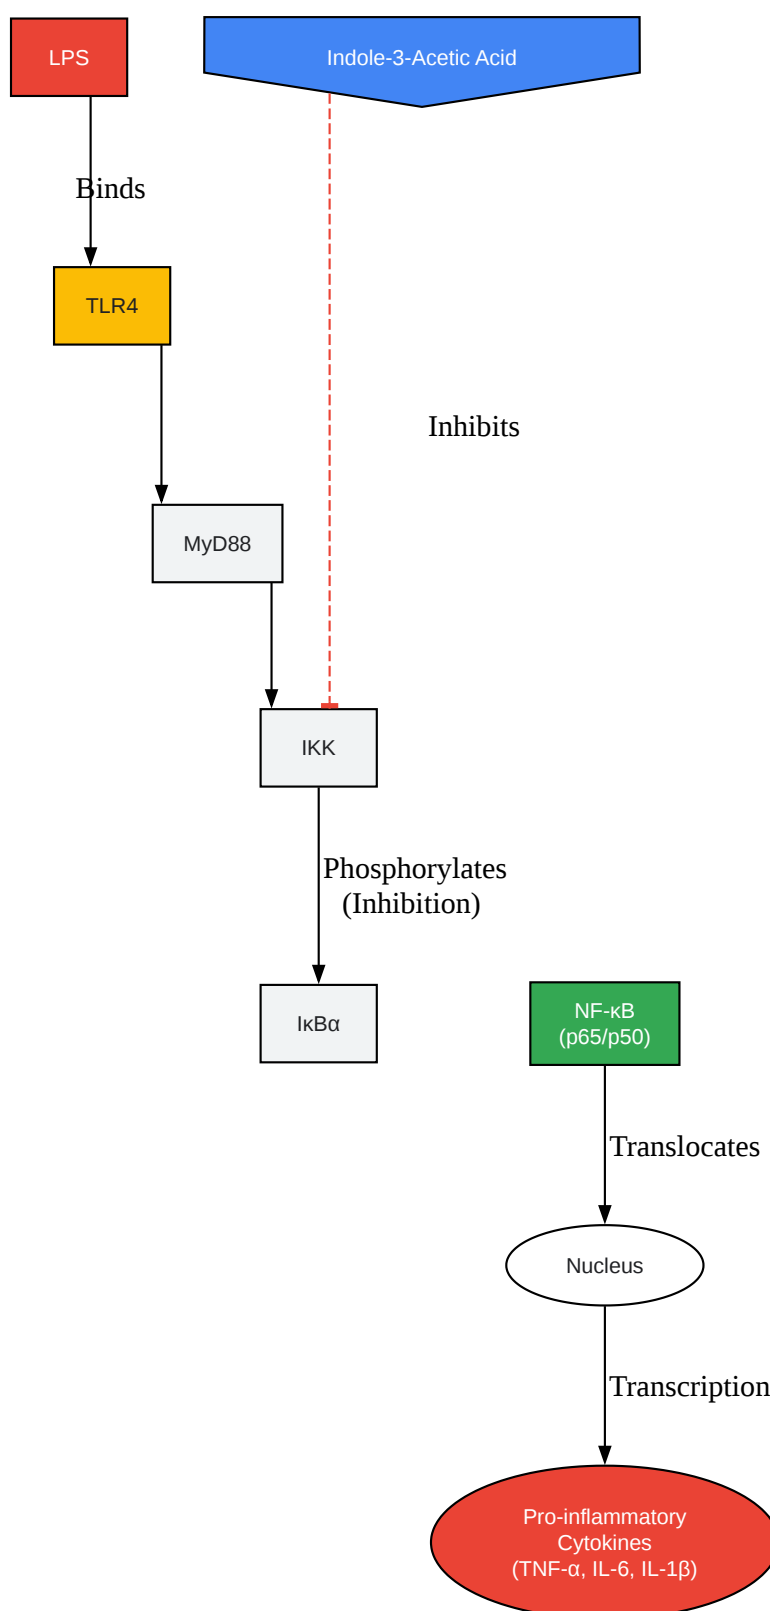 LPS
Indole-3-Acetic Acid
Binds
TLR4
Inhibits
MyD88
IKK
Phosphorylates
(Inhibition)
IκBα
NF-κB
(p65/p50)
Translocates
Nucleus
Transcription
Pro-inflammatory
Cytokines
(TNF-α, IL-6, IL-1β)